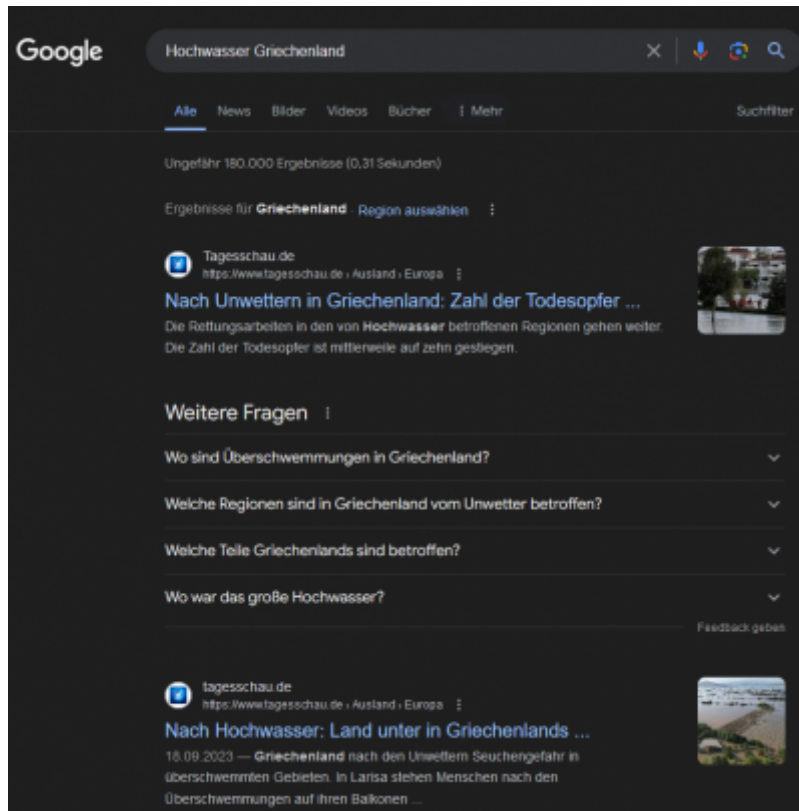 Google
Hochwasser Griechenland
Alle News Bilder Videos Bücher Mehr Suchfilter
Ungefähr 180.000 Ergebnisse (0,31 Sekunden)
Ergebnisse für Griechenland · Region auswählen
Tagesschau.de
https://www.tagesschau.de › Ausland › Europa
Nach Unwettern in Griechenland: Zahl der Todesopfer ...
Die Rettungsarbeiten in den von Hochwasser betroffenen Regionen gehen weiter.
Die Zahl der Todesopfer ist mittlerweile auf zehn gestiegen.
Weitere Fragen
Wo sind Überschwemmungen in Griechenland?
Welche Regionen sind in Griechenland vom Unwetter betroffen?
Welche Teile Griechenlands sind betroffen?
Wo war das große Hochwasser?
Feedback geben
tagesschau.de
https://www.tagesschau.de › Ausland › Europa
Nach Hochwasser: Land unter in Griechenlands ...
18.09.2023 — Griechenland nach den Unwettern Seuchengefahr in
überschwemmten Gebieten. In Larisa stehen Menschen nach den
Überschwemmungen auf ihren Balkonen ...